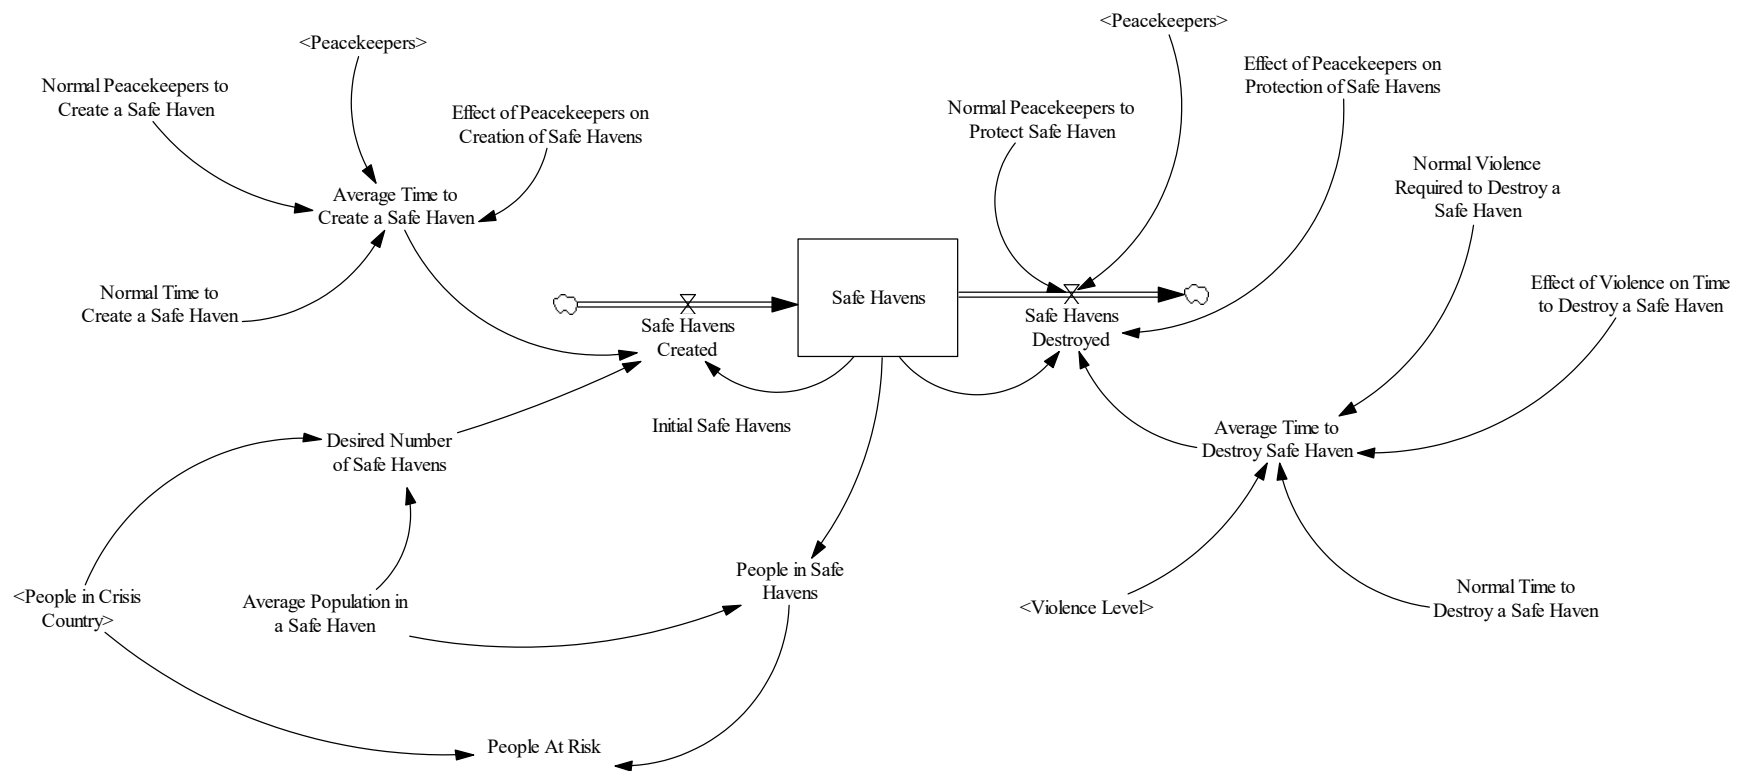 <Peacekeepers>
<Peacekeepers>
Normal Peacekeepers to
Create a Safe Haven
Effect of Peacekeepers on
Creation of Safe Havens
Normal Peacekeepers to
Protect Safe Haven
Effect of Peacekeepers on
Protection of Safe Havens
Normal Violence
Required to Destroy a
Safe Haven
Average Time to
Create a Safe Haven
Normal Time to
Create a Safe Haven
Safe Havens
Safe Havens
Created
Safe Havens
Destroyed
Effect of Violence on Time
to Destroy a Safe Haven
Initial Safe Havens
Desired Number
of Safe Havens
Average Time to
Destroy Safe Haven
<People in Crisis
Country>
Average Population in
a Safe Haven
People in Safe
Havens
<Violence Level>
Normal Time to
Destroy a Safe Haven
People At Risk